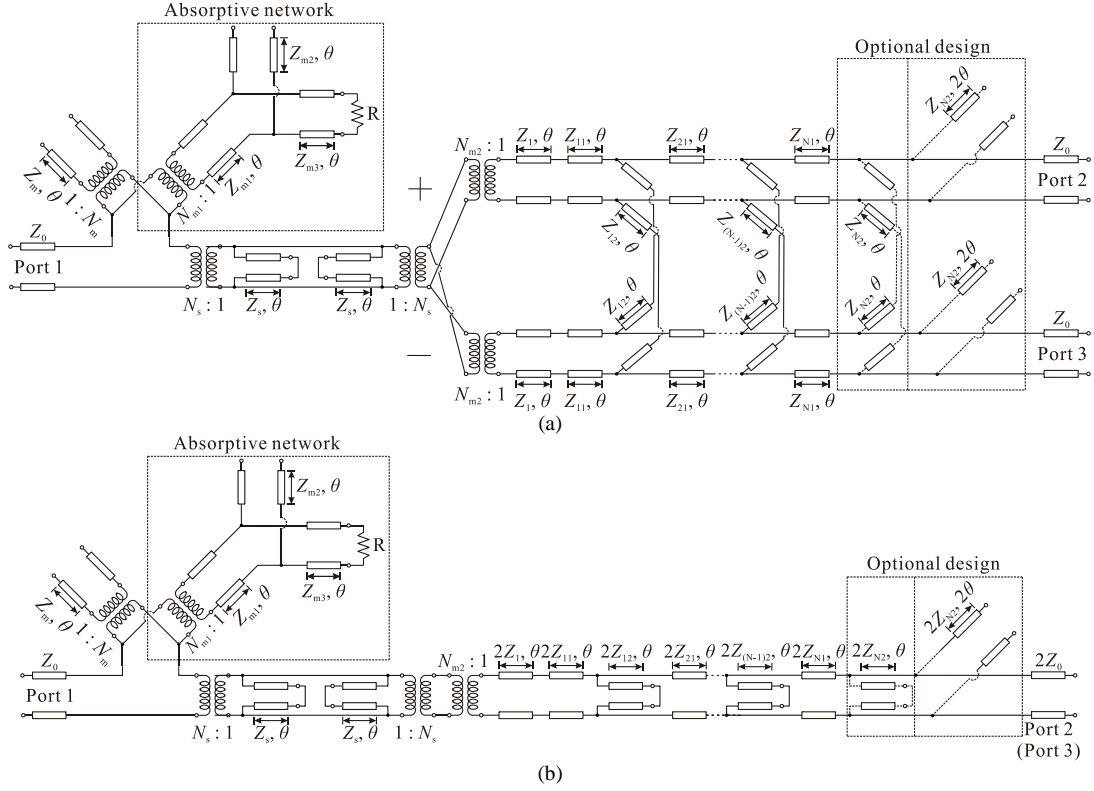 Absorptive network
Z_m2, θ
R
Z_m3, θ
Z_m1, θ
N_m1 : 1
Z_m, θ
1 : N_m
Z_0
Port 1
N_s : 1
Z_s, θ
Z_s, θ
1 : N_s
+
−
Optional design
N_m2 : 1
Z_1, θ
Z_11, θ
Z_21, θ
Z_N1, θ
Z_N2, 2θ
Z_0
Port 2
Z_12, θ
Z_(N-1)2, θ
Z_N2, θ
Z_12, θ
Z_(N-1)2, θ
Z_N2, θ
Z_N2, 2θ
Z_0
Port 3
N_m2 : 1
Z_1, θ
Z_11, θ
Z_21, θ
Z_N1, θ
(a)
Absorptive network
Z_m2, θ
R
Z_m3, θ
Z_m1, θ
N_m1 : 1
Z_m, θ
1 : N_m
Z_0
Port 1
N_s : 1
Z_s, θ
Z_s, θ
1 : N_s
N_m2 : 1
2Z_1, θ
2Z_11, θ
2Z_12, θ
2Z_21, θ
2Z_(N-1)2, θ
2Z_N1, θ
2Z_N2, θ
Optional design
2Z_N2, 2θ
2Z_0
Port 2
(Port 3)
(b)